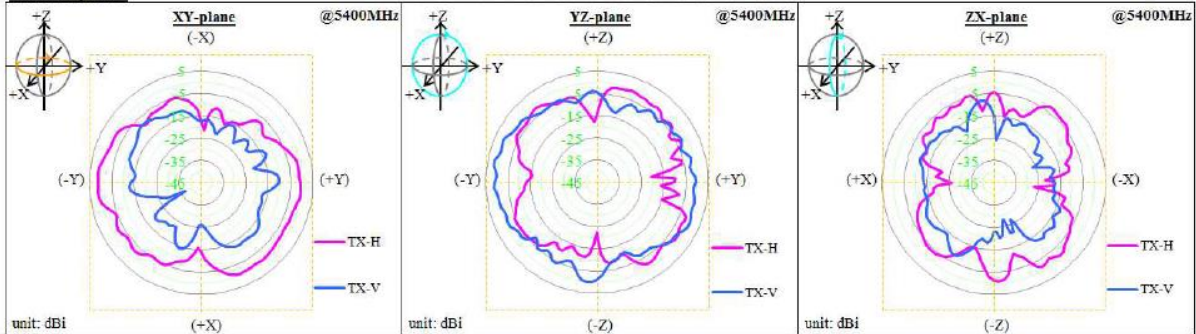 XY-plane
@5400MHz
(-X)
+Z
+Y
+X
5
-5
-15
-25
-35
-45
(-Y)
(+Y)
TX-H
TX-V
unit: dBi
(+X)
YZ-plane
@5400MHz
(+Z)
+Z
+Y
+X
5
-5
-15
-25
-35
-45
(-Y)
(+Y)
TX-H
TX-V
unit: dBi
(-Z)
ZX-plane
@5400MHz
(+Z)
+Z
+Y
+X
5
-5
-15
-25
-35
-45
(+X)
(-X)
TX-H
TX-V
unit: dBi
(-Z)